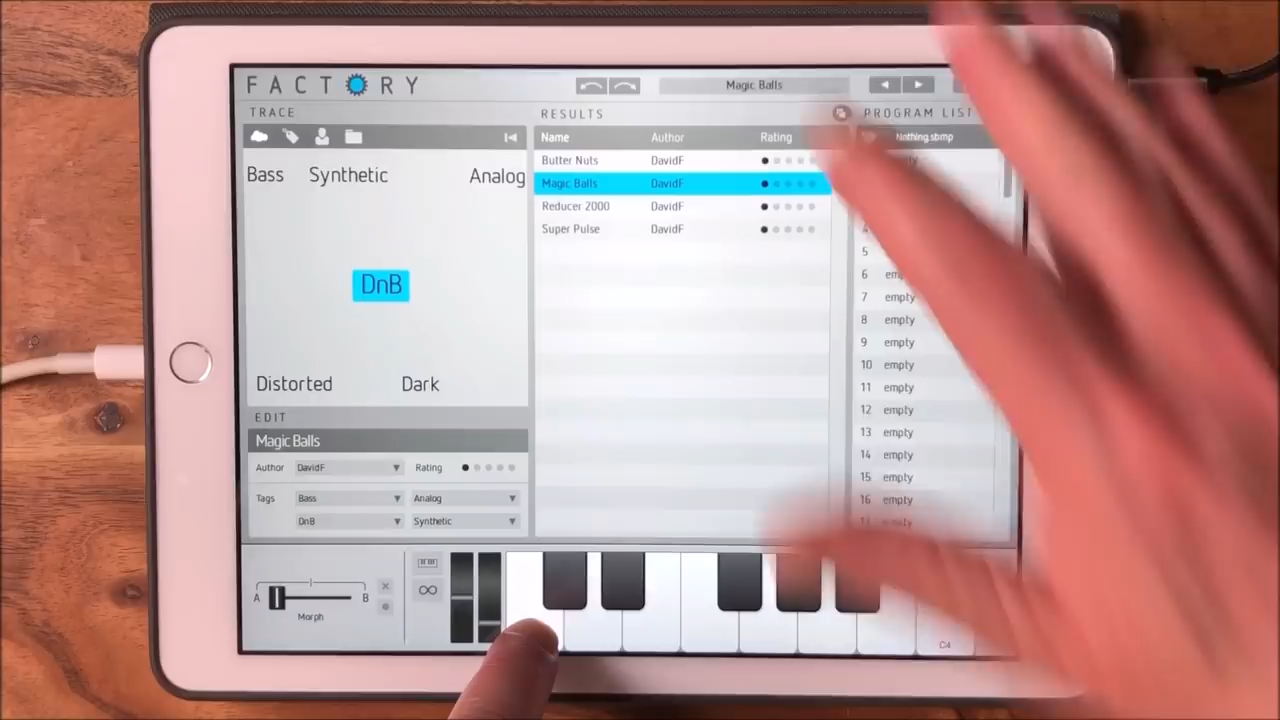 FACTORY
Magic Balls
TRACE
RESULTS
PROGRAM LIST
Name Author Rating
Nothing.sbmp
Bass Synthetic Analog
DnB
Distorted Dark
Butter Nuts DavidF
Magic Balls DavidF
Reducer 2000 DavidF
Super Pulse DavidF
4
5
6
7 empty
8 empty
9 empty
10 empty
11 empty
12 empty
13 empty
14 empty
15 empty
16 empty
EDIT
Magic Balls
Author DavidF Rating
Tags Bass Analog
DnB Synthetic
A B
Morph
C4